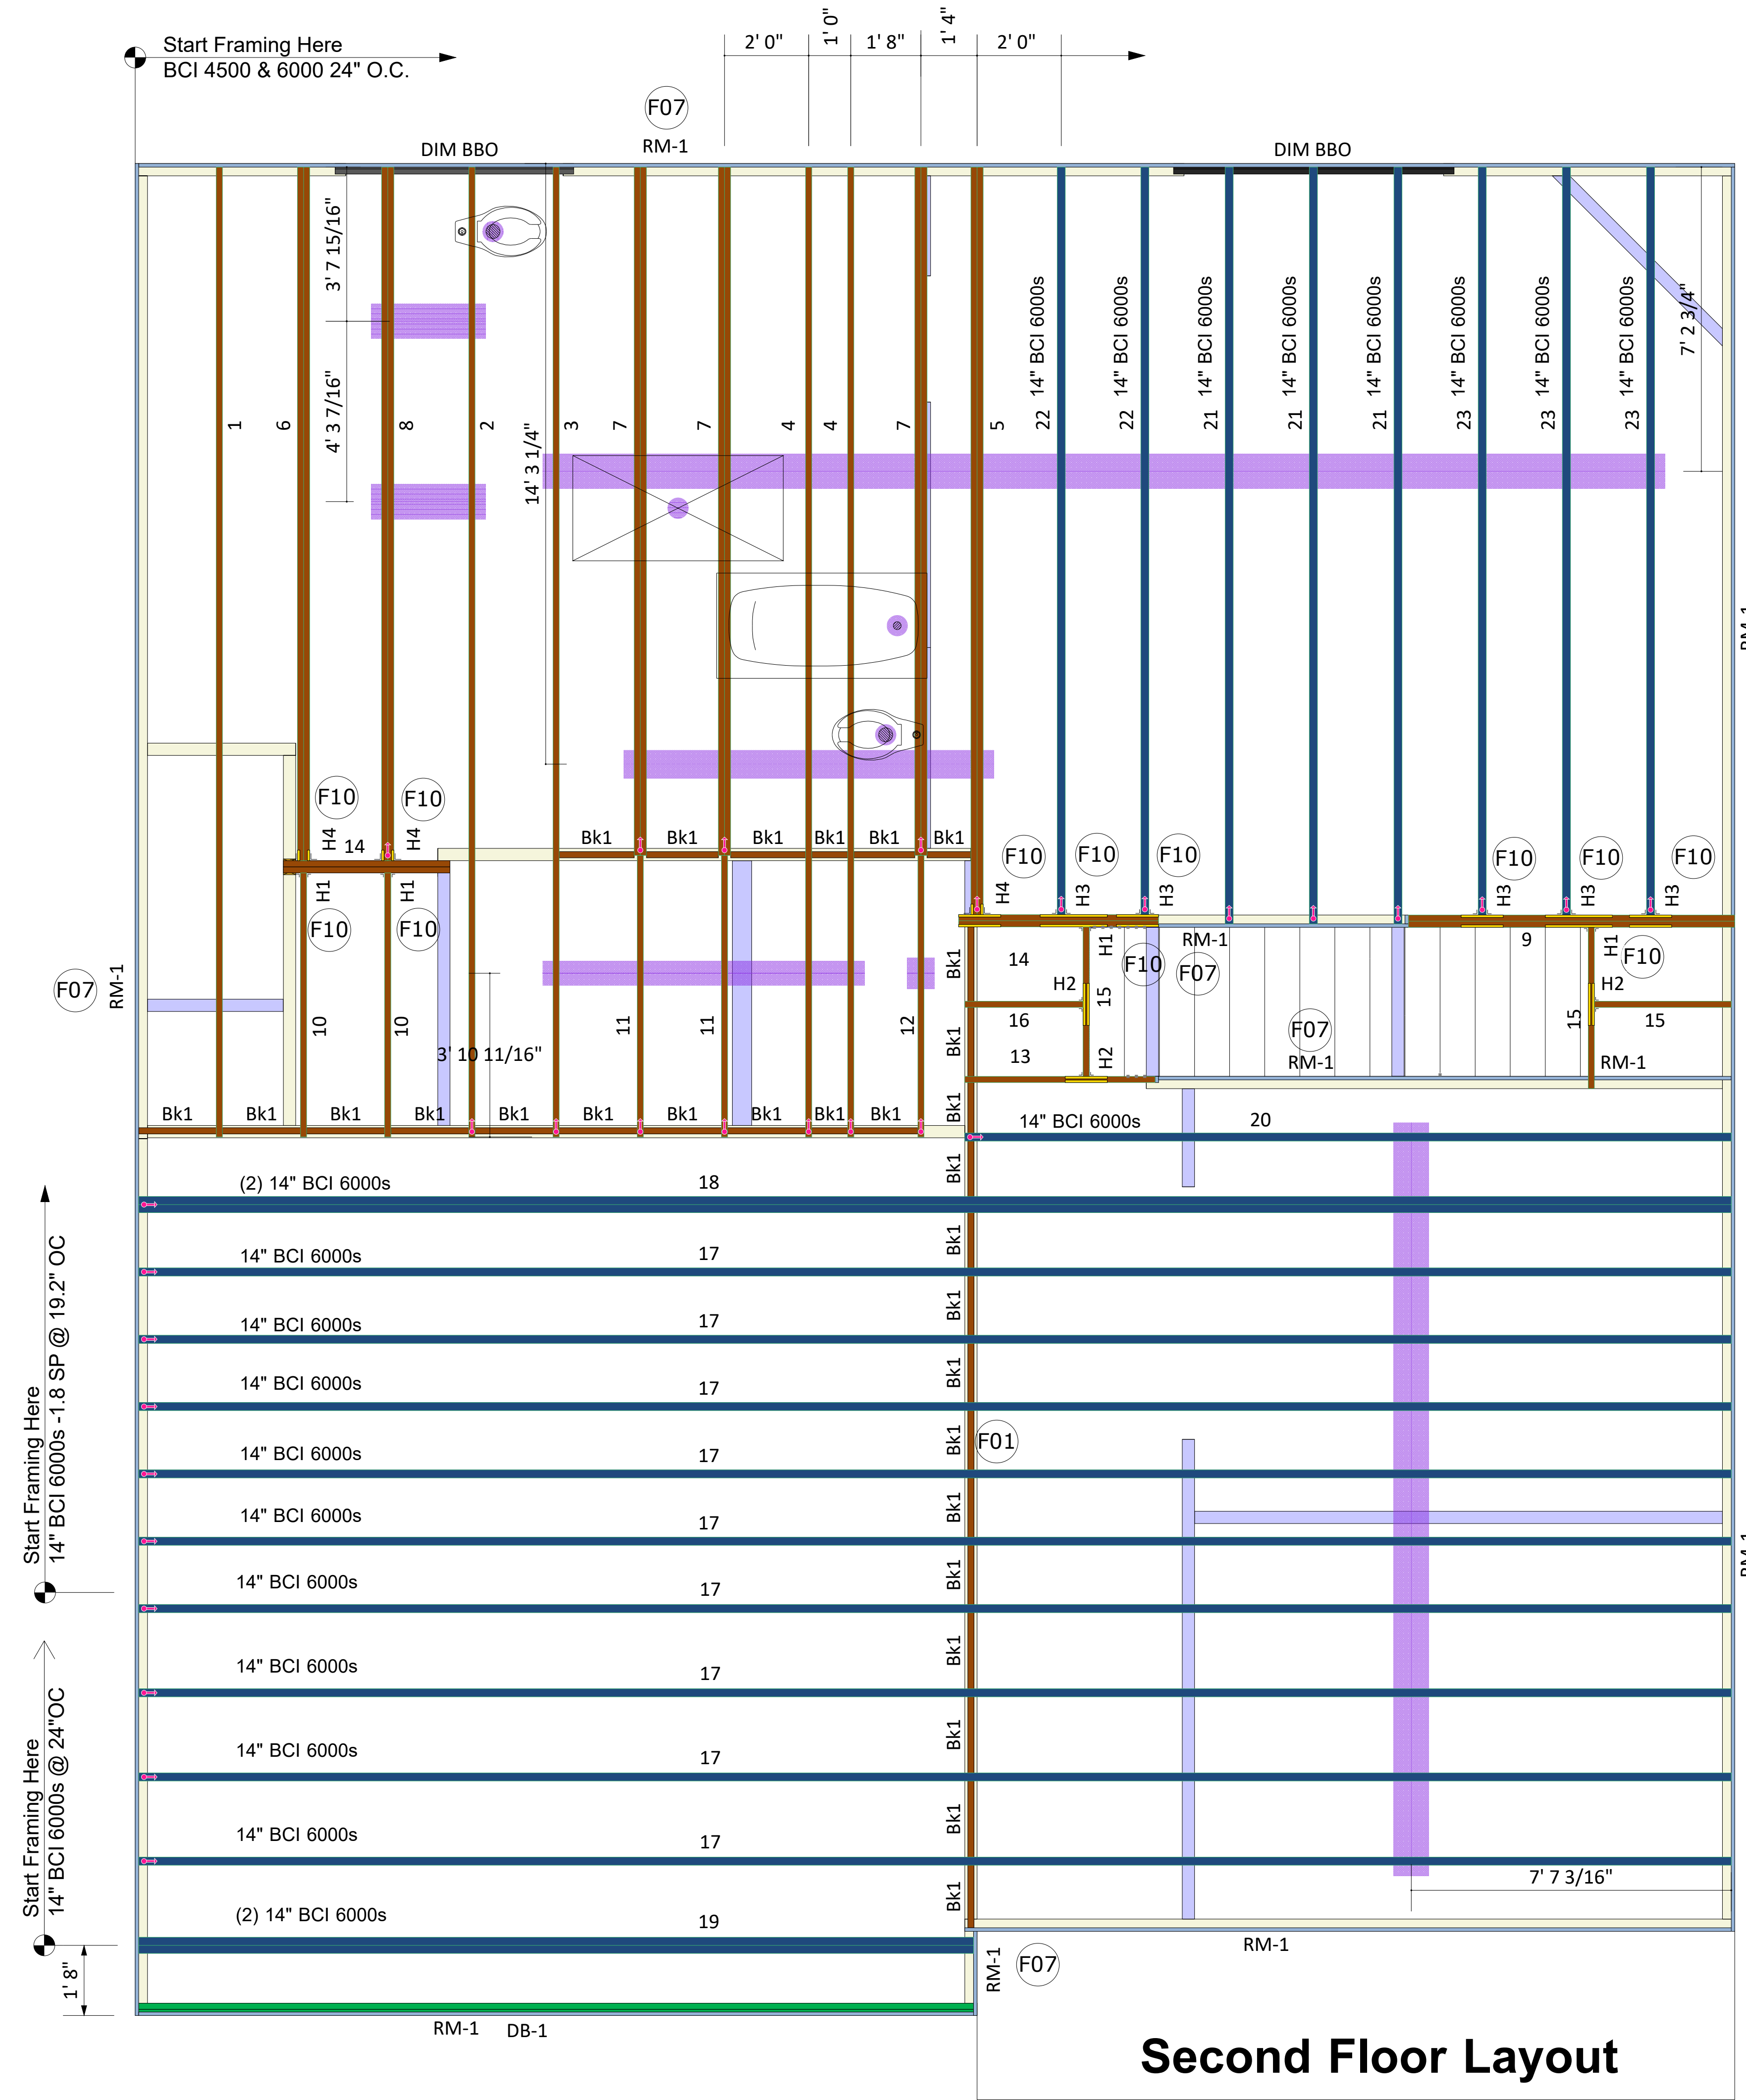 Start Framing Here
BCI 4500 & 6000 24" O.C.
2' 0"
1' 0"
1' 8"
1' 4"
2' 0"
F07
RM-1
DIM BBO
DIM BBO
3' 7 15/16"
4' 3 7/16"
14' 3 1/4"
7' 2 3/4"
1
6
8
2
3
7
7
4
4
7
5
22 14" BCI 6000s
22 14" BCI 6000s
21 14" BCI 6000s
21 14" BCI 6000s
21 14" BCI 6000s
23 14" BCI 6000s
23 14" BCI 6000s
23 14" BCI 6000s
RM-1
F10
F10
H4
14
H4
H1
H1
F10
F10
Bk1
Bk1
Bk1
Bk1
Bk1
Bk1
F10
F10
F10
F10
F10
F10
H4
H3
H3
H3
H3
H3
F07
RM-1
10
10
3' 10 11/16"
11
11
12
Bk1
14
H1
F10
RM-1
F07
9
H1
F10
H2
15
H2
16
F07
15
15
Bk1
13
H2
RM-1
RM-1
Bk1
Bk1
Bk1
Bk1
Bk1
Bk1
Bk1
Bk1
Bk1
Bk1
Bk1
14" BCI 6000s
20
(2) 14" BCI 6000s
18
Bk1
14" BCI 6000s
17
Bk1
14" BCI 6000s
17
Bk1
14" BCI 6000s
17
Bk1
14" BCI 6000s
17
Bk1
F01
14" BCI 6000s
17
Bk1
14" BCI 6000s
17
Bk1
14" BCI 6000s
17
Bk1
14" BCI 6000s
17
Bk1
14" BCI 6000s
17
Bk1
(2) 14" BCI 6000s
19
Bk1
Start Framing Here
14" BCI 6000s -1.8 SP @ 19.2" OC
Start Framing Here
14" BCI 6000s @ 24"OC
1' 8"
RM-1
7' 7 3/16"
RM-1
RM-1
F07
RM-1
DB-1
Second Floor Layout